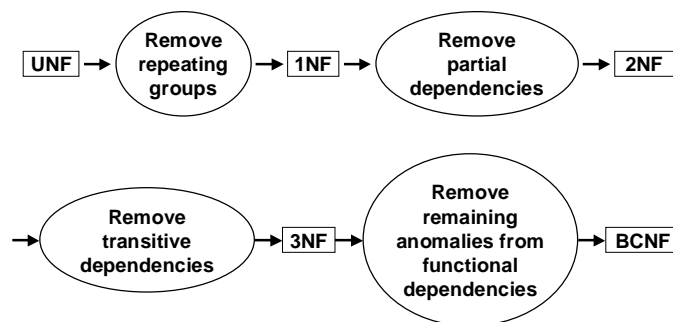 UNF
Remove
repeating
groups
1NF
Remove
partial
dependencies
2NF
Remove
transitive
dependencies
3NF
Remove
remaining
anomalies from
functional
dependencies
BCNF